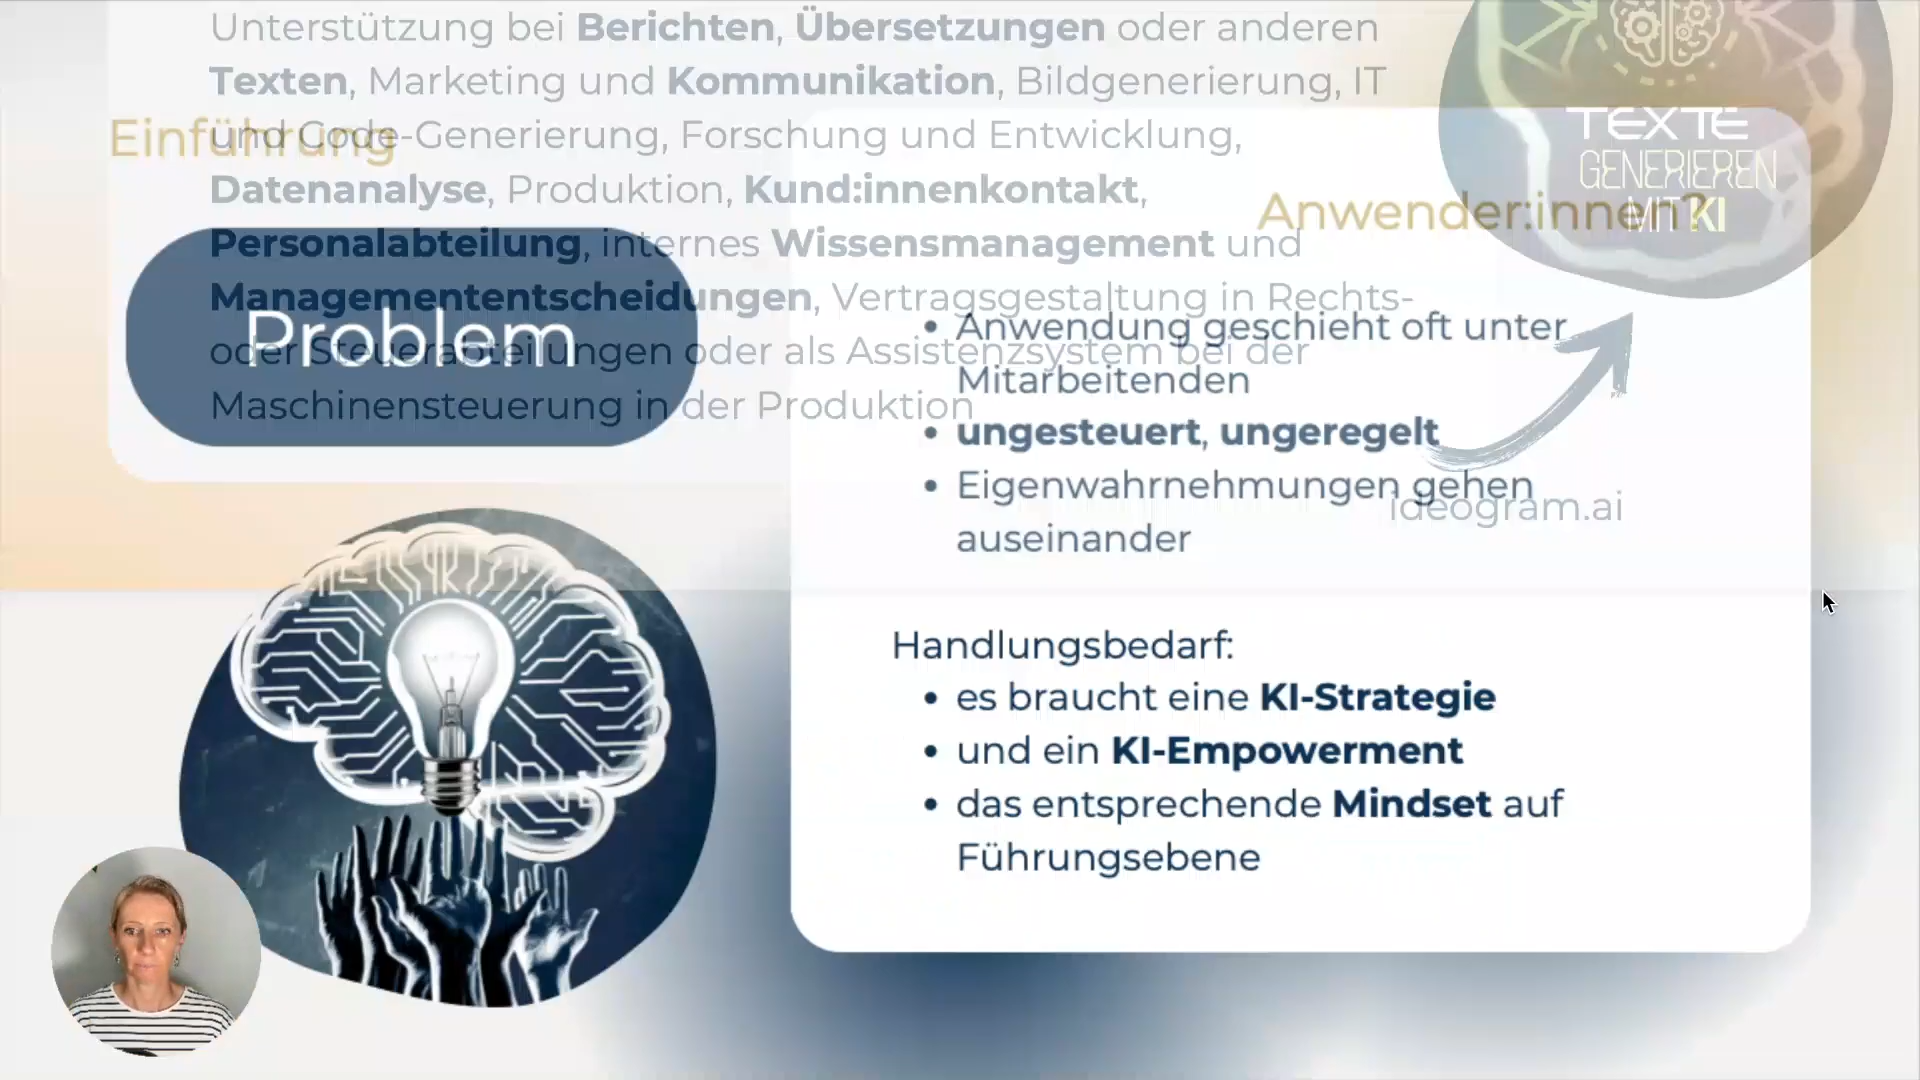 Unterstützung bei Berichten, Übersetzungen oder anderen
Texten, Marketing und Kommunikation, Bildgenerierung, IT
und Code-Generierung, Forschung und Entwicklung,
Datenanalyse, Produktion, Kund:innenkontakt,
Personalabteilung, internes Wissensmanagement und
Managemententscheidungen, Vertragsgestaltung in Rechts-
oder Steuerabteilungen oder als Assistenzsystem bei der
Maschinensteuerung in der Produktion
Einführung
TEXTE
GENERIEREN
MIT KI
Anwender:innen?
ideogram.ai
Problem
• Anwendung geschieht oft unter
Mitarbeitenden
• ungesteuert, ungeregelt
• Eigenwahrnehmungen gehen
auseinander
Handlungsbedarf:
• es braucht eine KI-Strategie
• und ein KI-Empowerment
• das entsprechende Mindset auf
Führungsebene